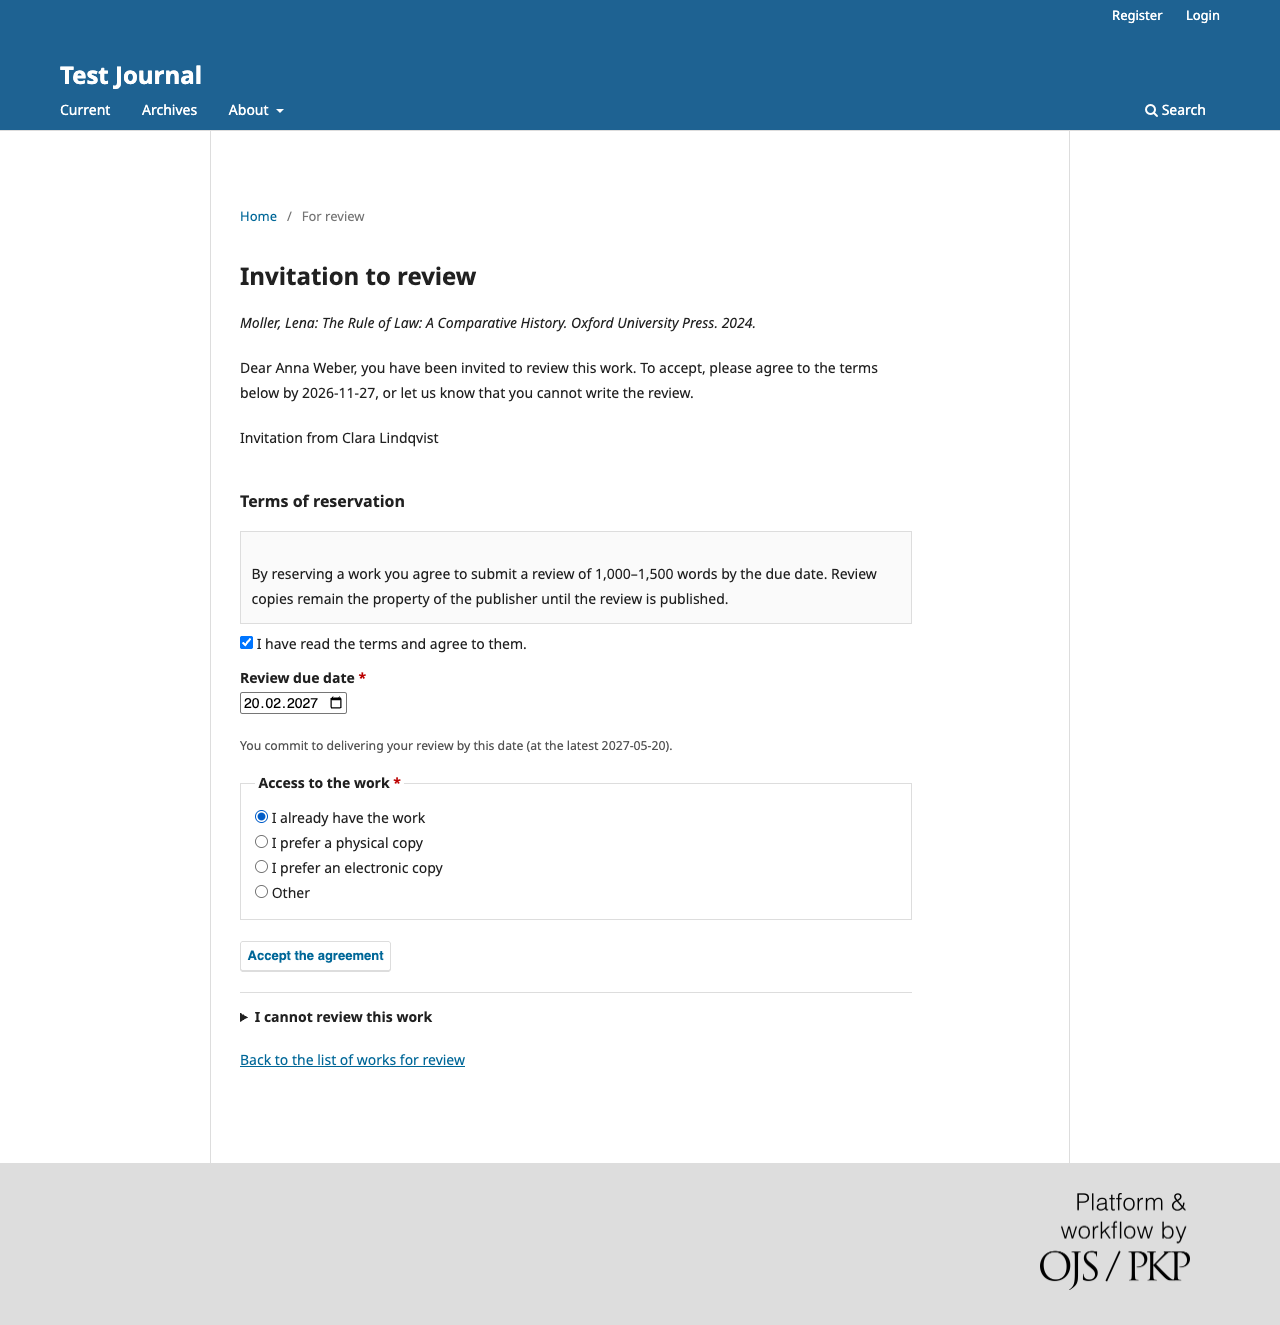 Register Login
Test Journal
Current Archives About Search
Home / For review
Invitation to review
Moller, Lena: The Rule of Law: A Comparative History. Oxford University Press. 2024.
Dear Anna Weber, you have been invited to review this work. To accept, please agree to the terms
below by 2026-11-27, or let us know that you cannot write the review.
Invitation from Clara Lindqvist
Terms of reservation
By reserving a work you agree to submit a review of 1,000–1,500 words by the due date. Review
copies remain the property of the publisher until the review is published.
I have read the terms and agree to them.
Review due date *
20.02.2027
You commit to delivering your review by this date (at the latest 2027-05-20).
Access to the work *
I already have the work
I prefer a physical copy
I prefer an electronic copy
Other
Accept the agreement
I cannot review this work
Back to the list of works for review
Platform &
workflow by
OJS / PKP